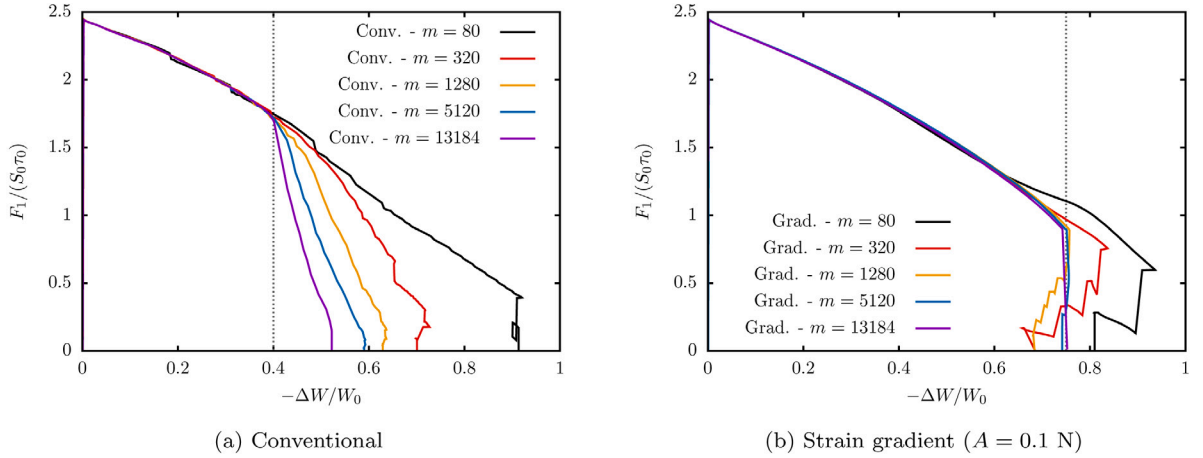 2.5
2
1.5
1
0.5
0
F₁/(S₀τ₀)
Conv. - m = 80
Conv. - m = 320
Conv. - m = 1280
Conv. - m = 5120
Conv. - m = 13184
0 0.2 0.4 0.6 0.8 1
−ΔW/W₀
(a) Conventional
2.5
2
1.5
1
0.5
0
F₁/(S₀τ₀)
Grad. - m = 80
Grad. - m = 320
Grad. - m = 1280
Grad. - m = 5120
Grad. - m = 13184
0 0.2 0.4 0.6 0.8 1
−ΔW/W₀
(b) Strain gradient (A = 0.1 N)